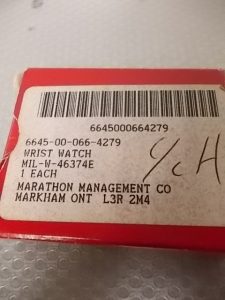 6645000664279
6645-00-066-4279
WRIST WATCH
MIL-W-46374E
1 EACH
MARATHON MANAGEMENT CO
MARKHAM ONT L3R 2M4